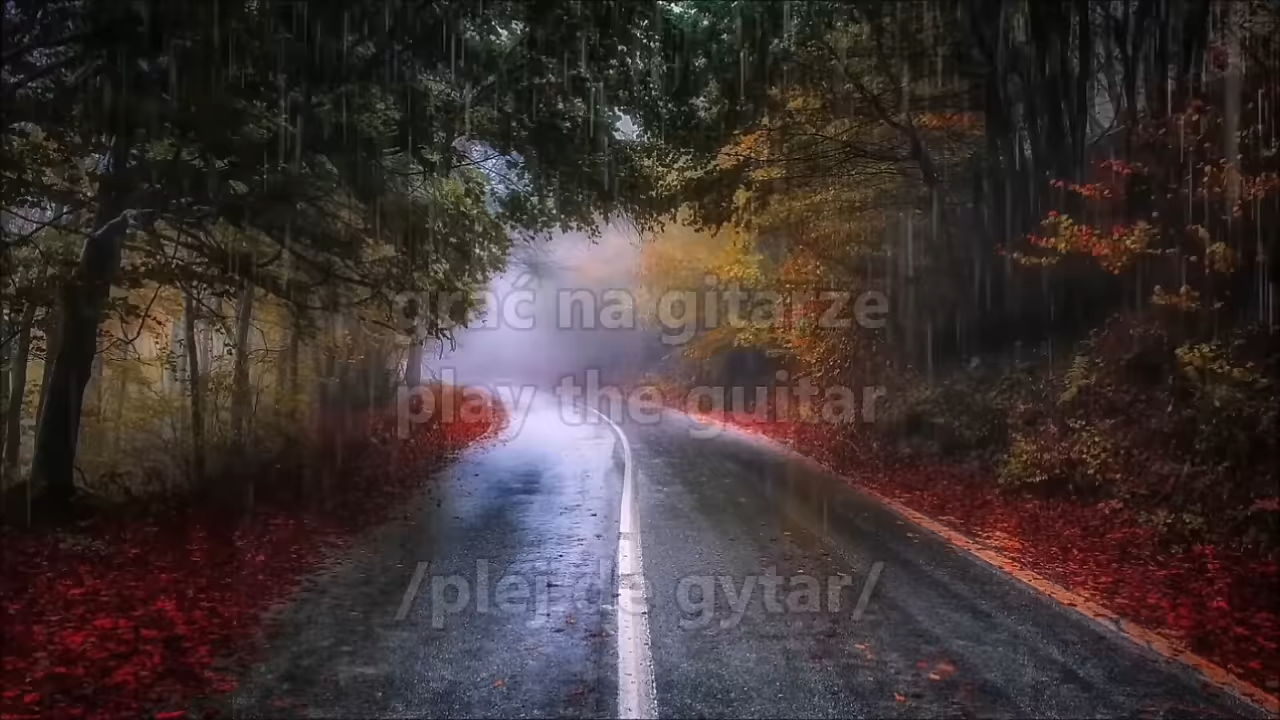 grać na gitarze
play the guitar
/plej de gytar/